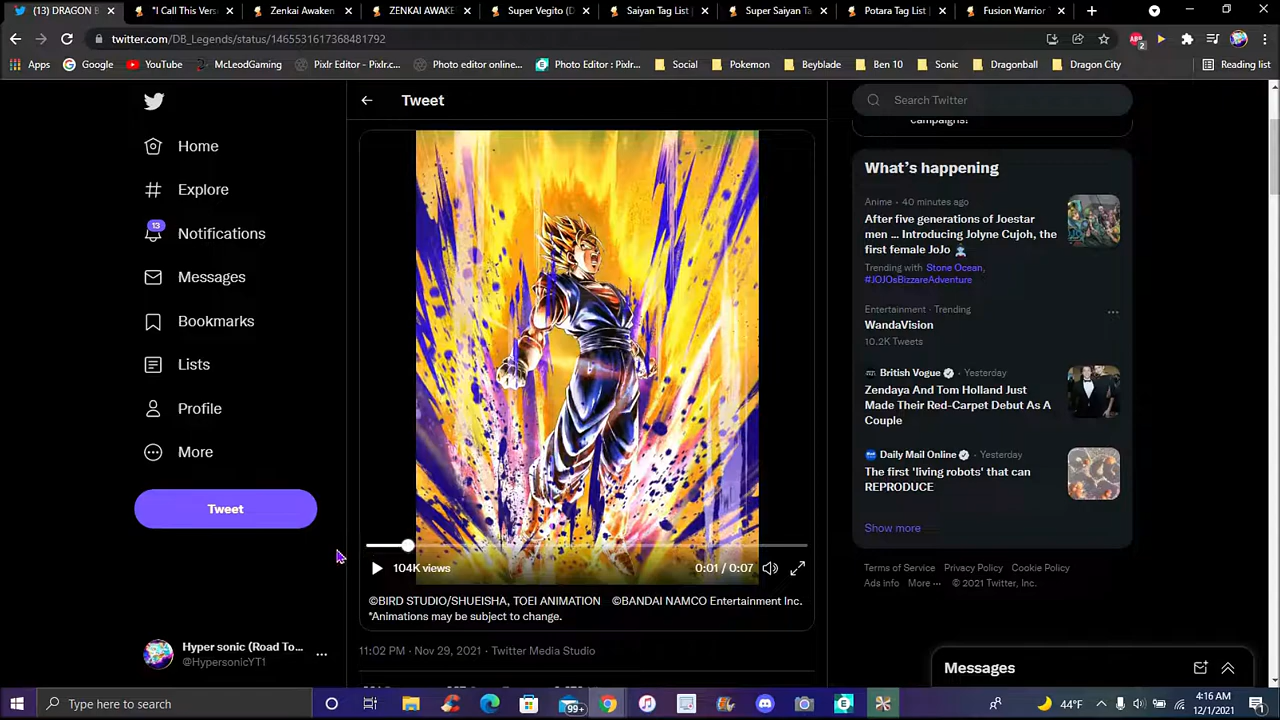 (13) DRAGON B
"I Call This Vers
Zenkai Awaken
ZENKAI AWAKE
Super Vegito (D
Saiyan Tag List |
Super Saiyan Ta
Potara Tag List |
Fusion Warrior
twitter.com/DB_Legends/status/1465531617368481792
2
Apps
Google
YouTube
McLeodGaming
Pixlr Editor - Pixlr.c...
Photo editor online...
Photo Editor : Pixlr...
Social
Pokemon
Beyblade
Ben 10
Sonic
Dragonball
Dragon City
Reading list
Home
Explore
13
Notifications
Messages
Bookmarks
Lists
Profile
More
Tweet
Hyper sonic (Road To...
@HypersonicYT1
Tweet
104K views
0:01 / 0:07
©BIRD STUDIO/SHUEISHA, TOEI ANIMATION ©BANDAI NAMCO Entertainment Inc.
*Animations may be subject to change.
11:02 PM · Nov 29, 2021 · Twitter Media Studio
Search Twitter
campaigns!
What's happening
Anime · 40 minutes ago
After five generations of Joestar
men ... Introducing Jolyne Cujoh, the
first female JoJo
Trending with Stone Ocean,
#JOJOsBizzareAdventure
Entertainment · Trending
WandaVision
10.2K Tweets
British Vogue · Yesterday
Zendaya And Tom Holland Just
Made Their Red-Carpet Debut As A
Couple
Daily Mail Online · Yesterday
The first 'living robots' that can
REPRODUCE
Show more
Terms of Service Privacy Policy Cookie Policy
Ads info More ··· © 2021 Twitter, Inc.
Messages
Type here to search
99+
44°F
4:16 AM
12/1/2021
1